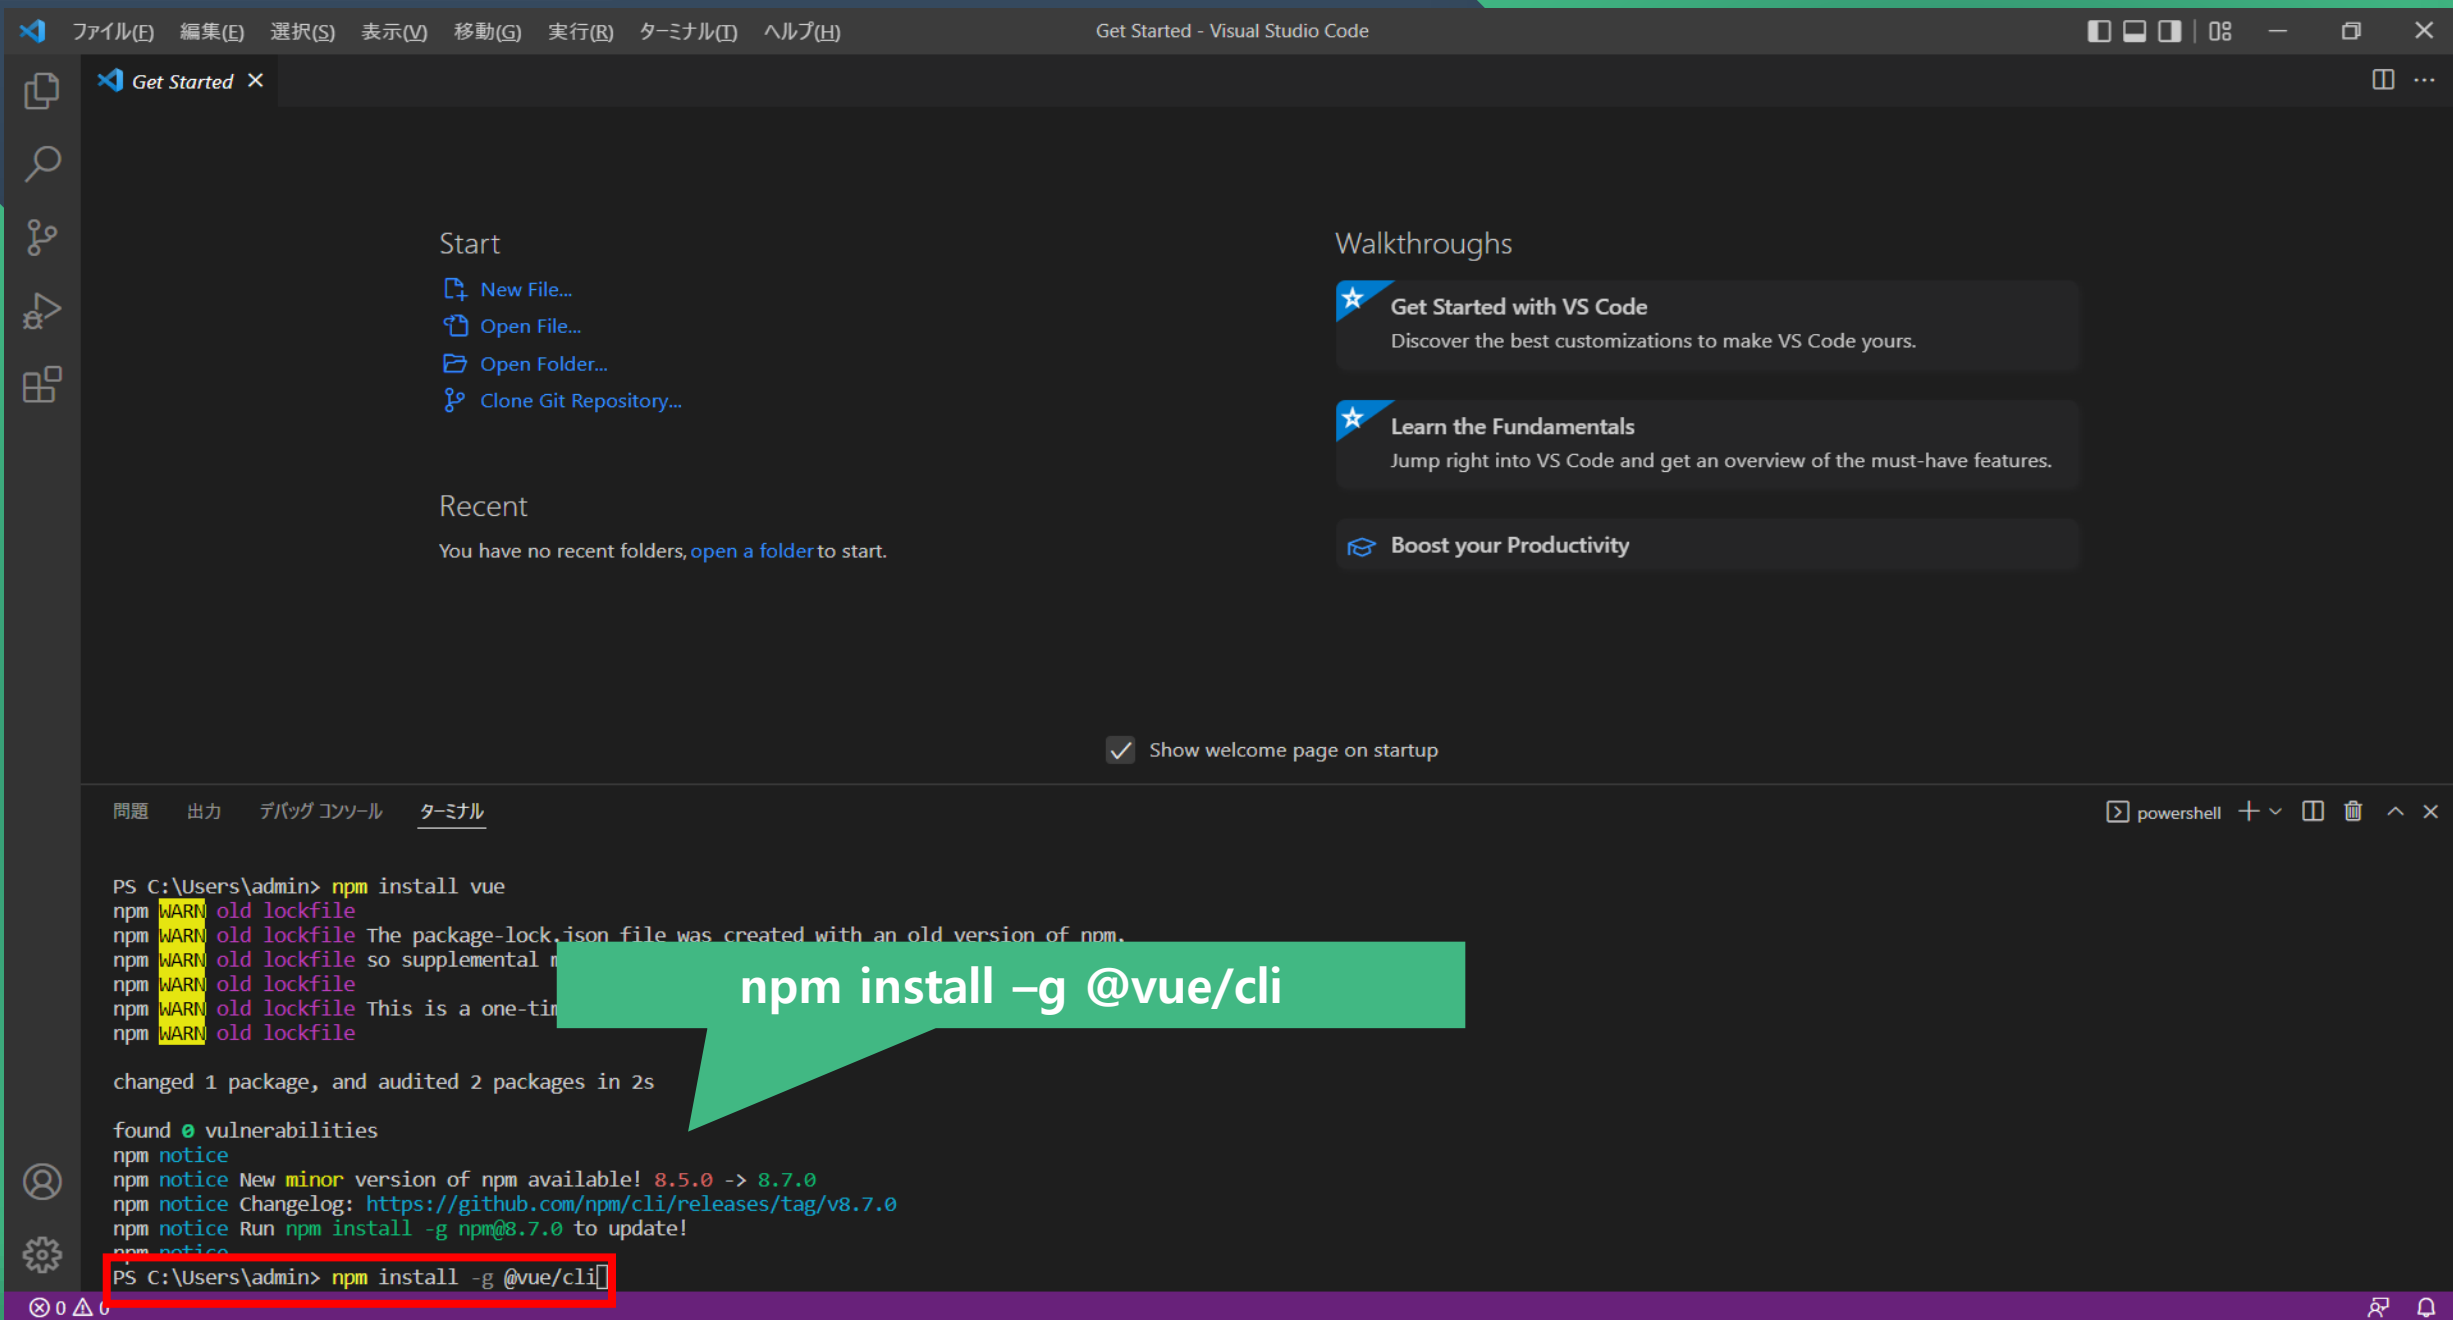 ファイル(F) 編集(E) 選択(S) 表示(V) 移動(G) 実行(R) ターミナル(T) ヘルプ(H)
Get Started - Visual Studio Code
Get Started
Start
New File...
Open File...
Open Folder...
Clone Git Repository...
Recent
You have no recent folders, open a folder to start.
Walkthroughs
Get Started with VS Code
Discover the best customizations to make VS Code yours.
Learn the Fundamentals
Jump right into VS Code and get an overview of the must-have features.
Boost your Productivity
Show welcome page on startup
問題 出力 デバッグ コンソール ターミナル
powershell
PS C:\Users\admin> npm install vue
npm WARN old lockfile
npm WARN old lockfile The package-lock.json file was created with an old version of npm,
npm WARN old lockfile so supplemental
npm WARN old lockfile
npm WARN old lockfile This is a
npm WARN old lockfile
npm install –g @vue/cli
changed 1 package, and audited 2 packages in 2s
found 0 vulnerabilities
npm notice
npm notice New minor version of npm available! 8.5.0 -> 8.7.0
npm notice Changelog: https://github.com/npm/cli/releases/tag/v8.7.0
npm notice Run npm install -g npm@8.7.0 to update!
npm notice
PS C:\Users\admin> npm install -g @vue/cli
0 0